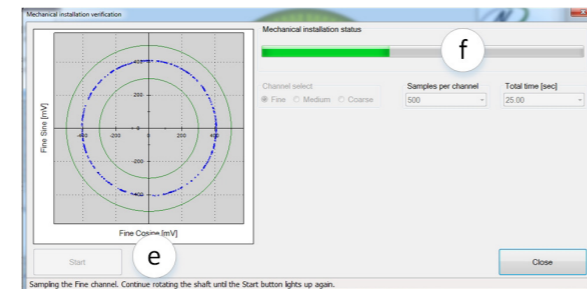 Mechanical installation verification
Mechanical installation status
f
Channel select
Fine Medium Coarse
Samples per channel
500
Total time [sec]
25.00
Fine Sine [mV]
400
200
-400 -200 0 200 400
-200
-400
Fine Cosine [mV]
e
Start
Close
Sampling the Fine channel. Continue rotating the shaft until the Start button lights up again.